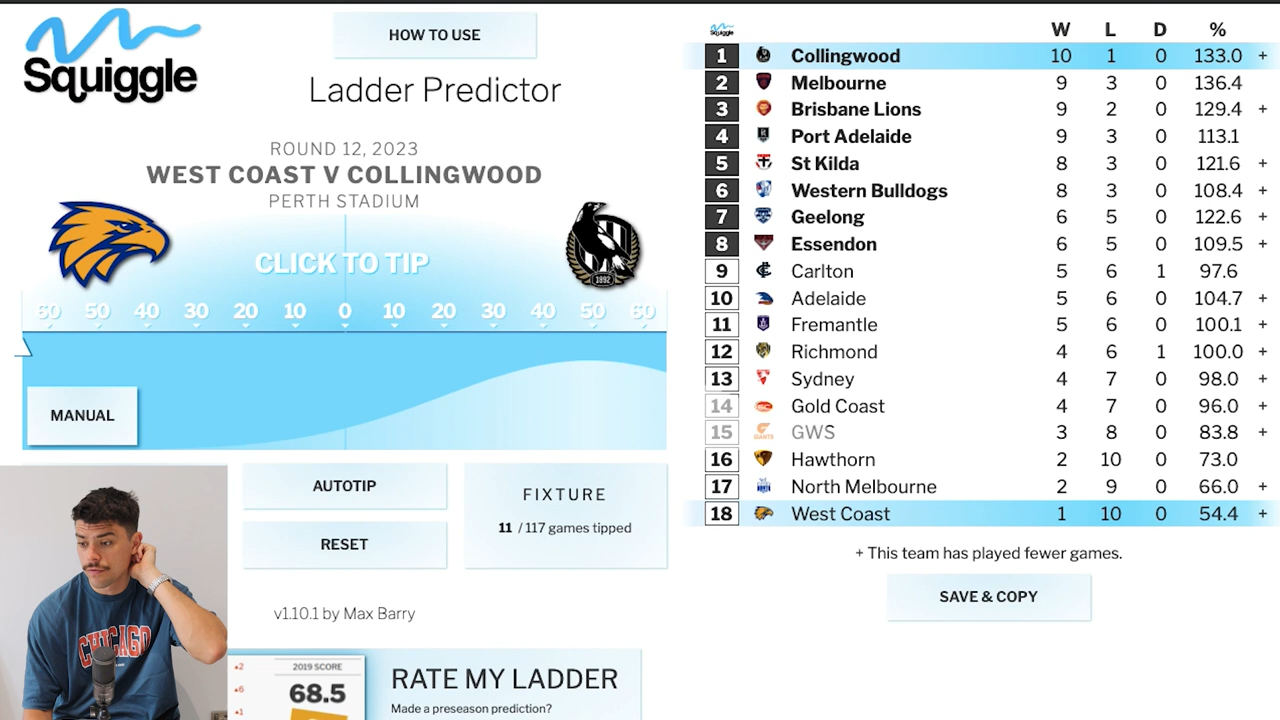 Squiggle
HOW TO USE
Ladder Predictor
ROUND 12, 2023
WEST COAST V COLLINGWOOD
PERTH STADIUM
CLICK TO TIP
60 50 40 30 20 10 0 10 20 30 40 50 60
1892
MANUAL
AUTOTIP
RESET
FIXTURE
11 / 117 games tipped
v1.10.1 by Max Barry
CHICAGO
2
6
1
2019 SCORE
68.5
RATE MY LADDER
Made a preseason prediction?
Squiggle W L D %
1 Collingwood 10 1 0 133.0 +
2 Melbourne 9 3 0 136.4
3 Brisbane Lions 9 2 0 129.4 +
4 Port Adelaide 9 3 0 113.1
5 St Kilda 8 3 0 121.6 +
6 Western Bulldogs 8 3 0 108.4 +
7 Geelong 6 5 0 122.6 +
8 Essendon 6 5 0 109.5 +
9 Carlton 5 6 1 97.6
10 Adelaide 5 6 0 104.7 +
11 Fremantle 5 6 0 100.1 +
12 Richmond 4 6 1 100.0 +
13 Sydney 4 7 0 98.0 +
14 Gold Coast 4 7 0 96.0 +
15 GWS 3 8 0 83.8 +
16 Hawthorn 2 10 0 73.0
17 North Melbourne 2 9 0 66.0 +
18 West Coast 1 10 0 54.4 +
+ This team has played fewer games.
SAVE & COPY